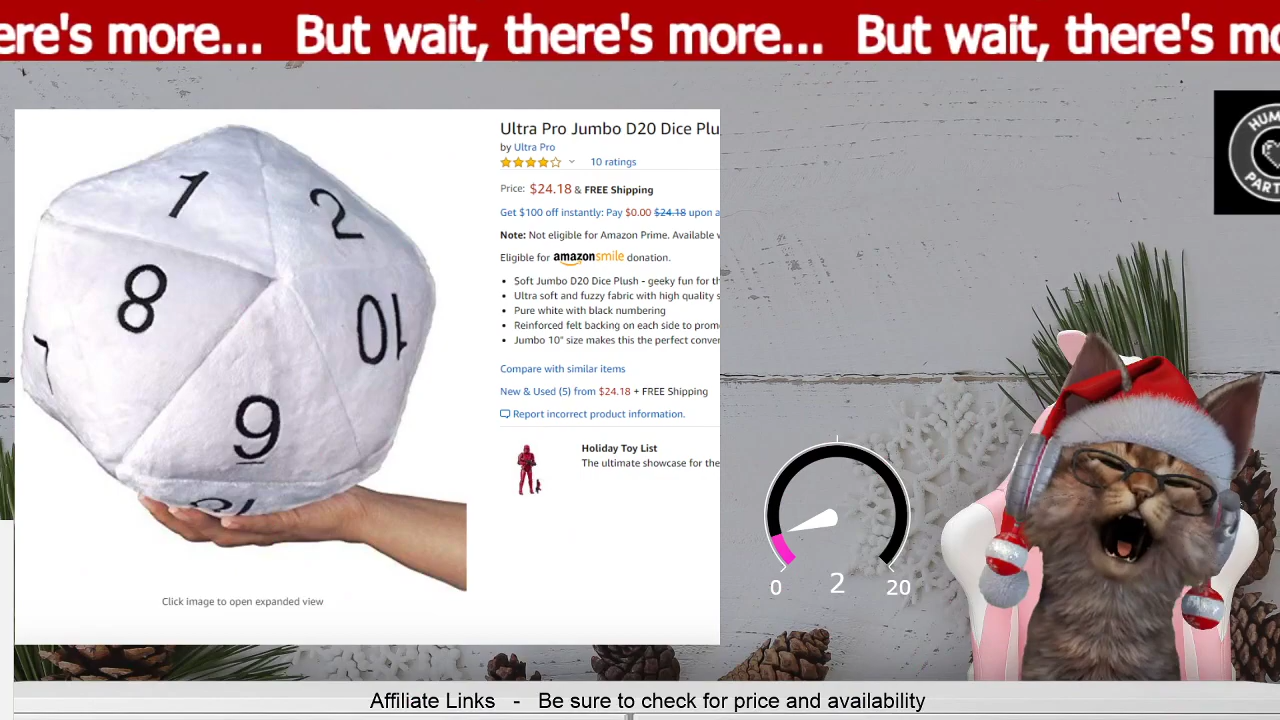 ere's more... But wait, there's more... But wait, there's mo
Ultra Pro Jumbo D20 Dice Plu
by Ultra Pro
10 ratings
Price: $24.18 & FREE Shipping
Get $100 off instantly: Pay $0.00 $24.18 upon a
Note: Not eligible for Amazon Prime. Available w
Eligible for amazonsmile donation.
• Soft Jumbo D20 Dice Plush - geeky fun for th
• Ultra soft and fuzzy fabric with high quality s
• Pure white with black numbering
• Reinforced felt backing on each side to prom
• Jumbo 10" size makes this the perfect conver
Compare with similar items
New & Used (5) from $24.18 + FREE Shipping
Report incorrect product information.
Holiday Toy List
The ultimate showcase for the
1
2
8
10
7
9
Click image to open expanded view
HUM
PART
0 2 20
Affiliate Links - Be sure to check for price and availability